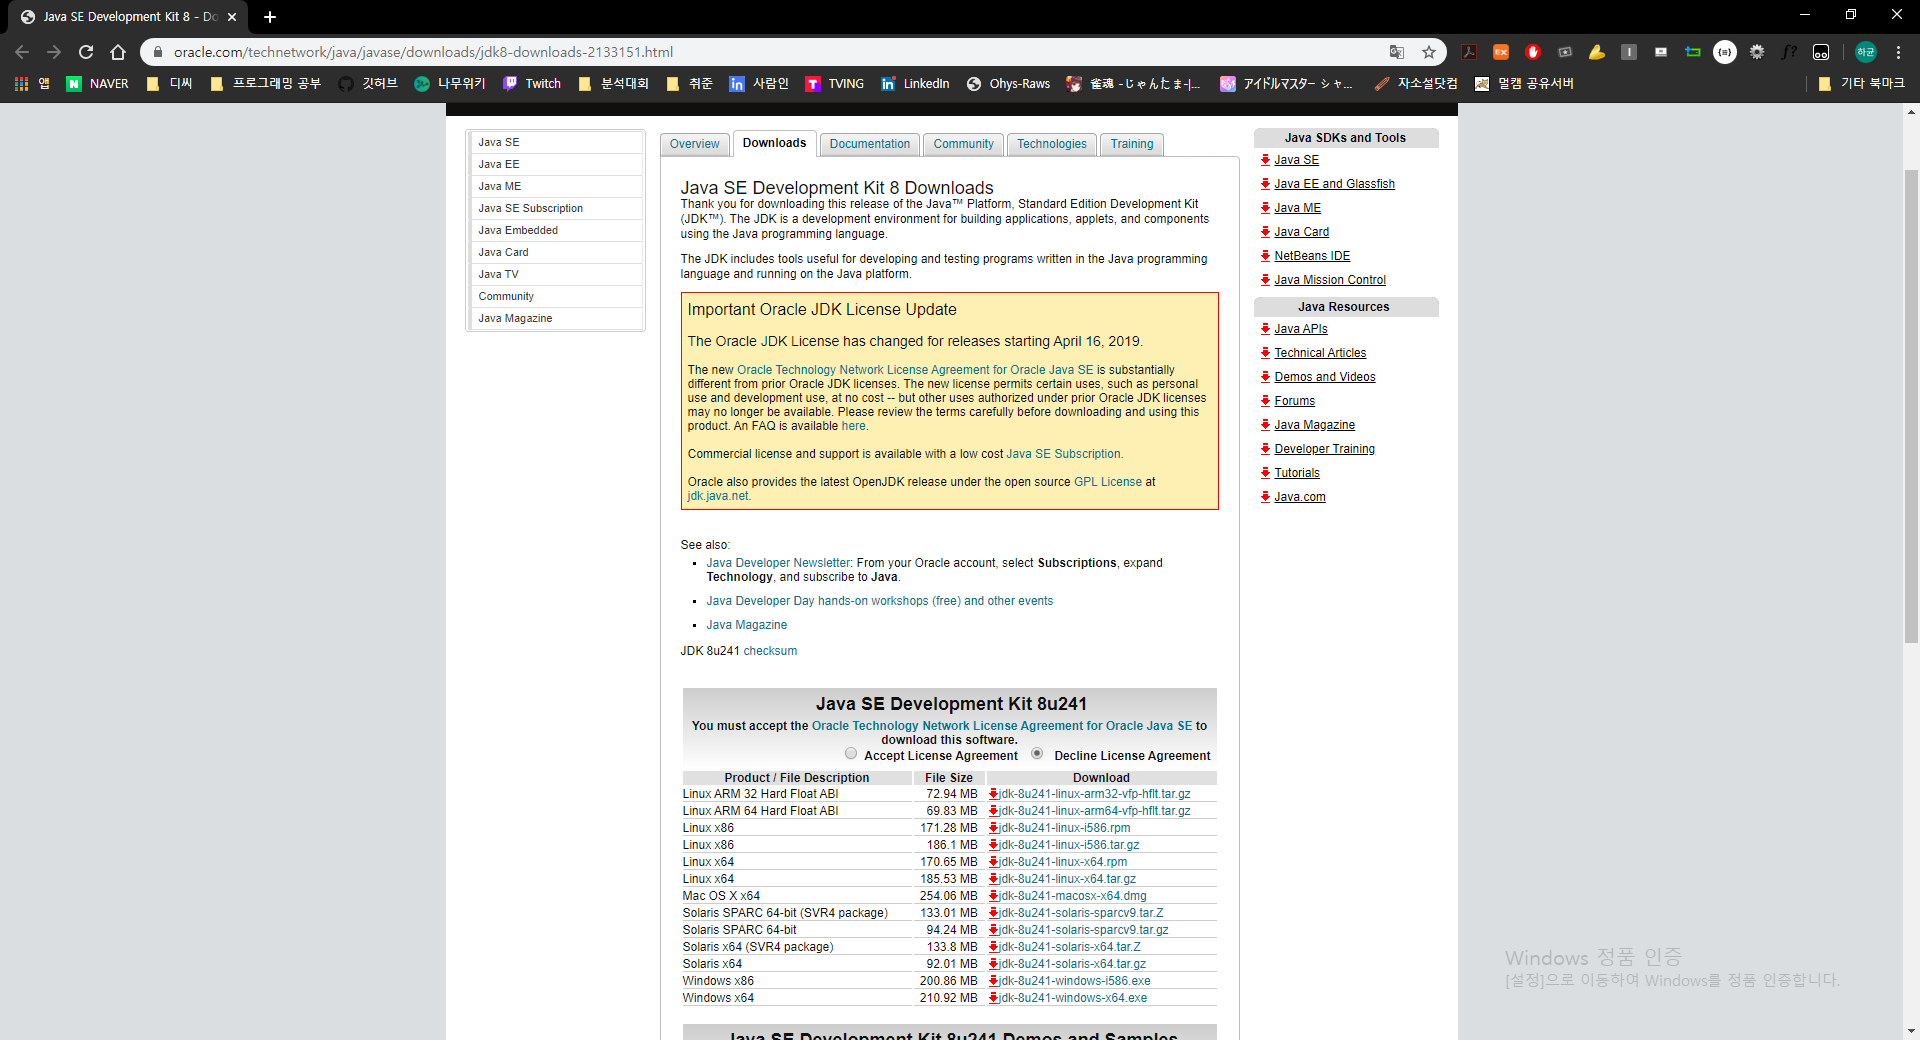 Java SE Development Kit 8 - Do
oracle.com/technetwork/java/javase/downloads/jdk8-downloads-2133151.html
하균
앱 NAVER 디씨 프로그래밍 공부 깃허브 나무위키 Twitch 분석대회 취준 사람인 TVING LinkedIn Ohys-Raws 雀魂 -じゃんたま-|... アイドルマスター シャ... 자소설닷컴 멀캠 공유서버 기타 북마크
Java SE
Java EE
Java ME
Java SE Subscription
Java Embedded
Java Card
Java TV
Community
Java Magazine
Overview Downloads Documentation Community Technologies Training
Java SE Development Kit 8 Downloads
Thank you for downloading this release of the Java™ Platform, Standard Edition Development Kit
(JDK™). The JDK is a development environment for building applications, applets, and components
using the Java programming language.
The JDK includes tools useful for developing and testing programs written in the Java programming
language and running on the Java platform.
Important Oracle JDK License Update
The Oracle JDK License has changed for releases starting April 16, 2019.
The new Oracle Technology Network License Agreement for Oracle Java SE is substantially
different from prior Oracle JDK licenses. The new license permits certain uses, such as personal
use and development use, at no cost -- but other uses authorized under prior Oracle JDK licenses
may no longer be available. Please review the terms carefully before downloading and using this
product. An FAQ is available here.
Commercial license and support is available with a low cost Java SE Subscription.
Oracle also provides the latest OpenJDK release under the open source GPL License at
jdk.java.net.
See also:
Java Developer Newsletter: From your Oracle account, select Subscriptions, expand
Technology, and subscribe to Java.
Java Developer Day hands-on workshops (free) and other events
Java Magazine
JDK 8u241 checksum
Java SE Development Kit 8u241
You must accept the Oracle Technology Network License Agreement for Oracle Java SE to
download this software.
Accept License Agreement Decline License Agreement
Product / File Description File Size Download
Linux ARM 32 Hard Float ABI 72.94 MB jdk-8u241-linux-arm32-vfp-hflt.tar.gz
Linux ARM 64 Hard Float ABI 69.83 MB jdk-8u241-linux-arm64-vfp-hflt.tar.gz
Linux x86 171.28 MB jdk-8u241-linux-i586.rpm
Linux x86 186.1 MB jdk-8u241-linux-i586.tar.gz
Linux x64 170.65 MB jdk-8u241-linux-x64.rpm
Linux x64 185.53 MB jdk-8u241-linux-x64.tar.gz
Mac OS X x64 254.06 MB jdk-8u241-macosx-x64.dmg
Solaris SPARC 64-bit (SVR4 package) 133.01 MB jdk-8u241-solaris-sparcv9.tar.Z
Solaris SPARC 64-bit 94.24 MB jdk-8u241-solaris-sparcv9.tar.gz
Solaris x64 (SVR4 package) 133.8 MB jdk-8u241-solaris-x64.tar.Z
Solaris x64 92.01 MB jdk-8u241-solaris-x64.tar.gz
Windows x86 200.86 MB jdk-8u241-windows-i586.exe
Windows x64 210.92 MB jdk-8u241-windows-x64.exe
Java SE Development Kit 8u241 Demos and Samples
Java SDKs and Tools
Java SE
Java EE and Glassfish
Java ME
Java Card
NetBeans IDE
Java Mission Control
Java Resources
Java APIs
Technical Articles
Demos and Videos
Forums
Java Magazine
Developer Training
Tutorials
Java.com
Windows 정품 인증
[설정]으로 이동하여 Windows를 정품 인증합니다.